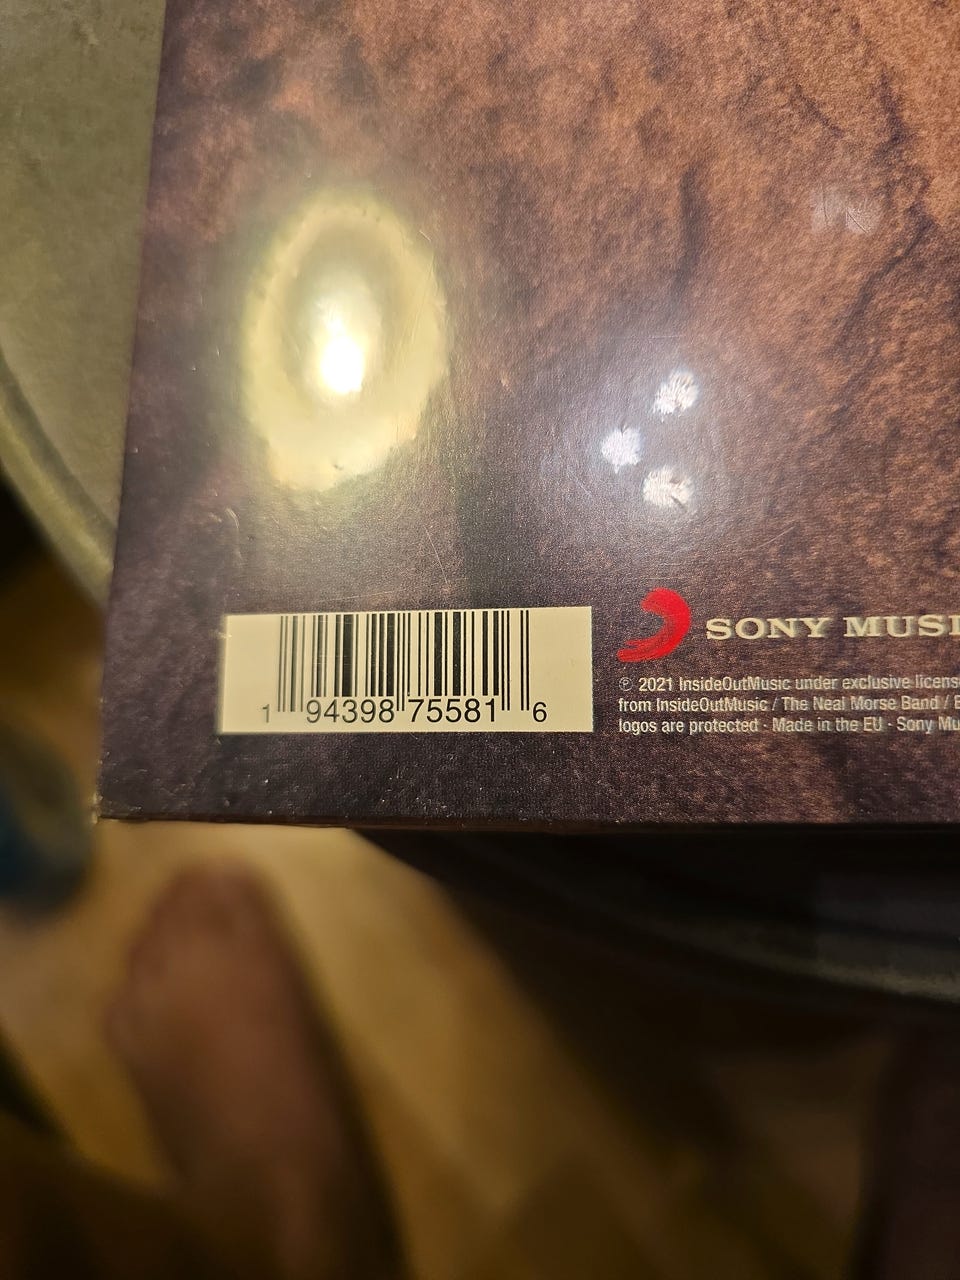 1 94398 75581 6
SONY MUSI
℗ 2021 InsideOutMusic under exclusive licens
from InsideOutMusic / The Neal Morse Band /
logos are protected · Made in the EU · Sony Mu